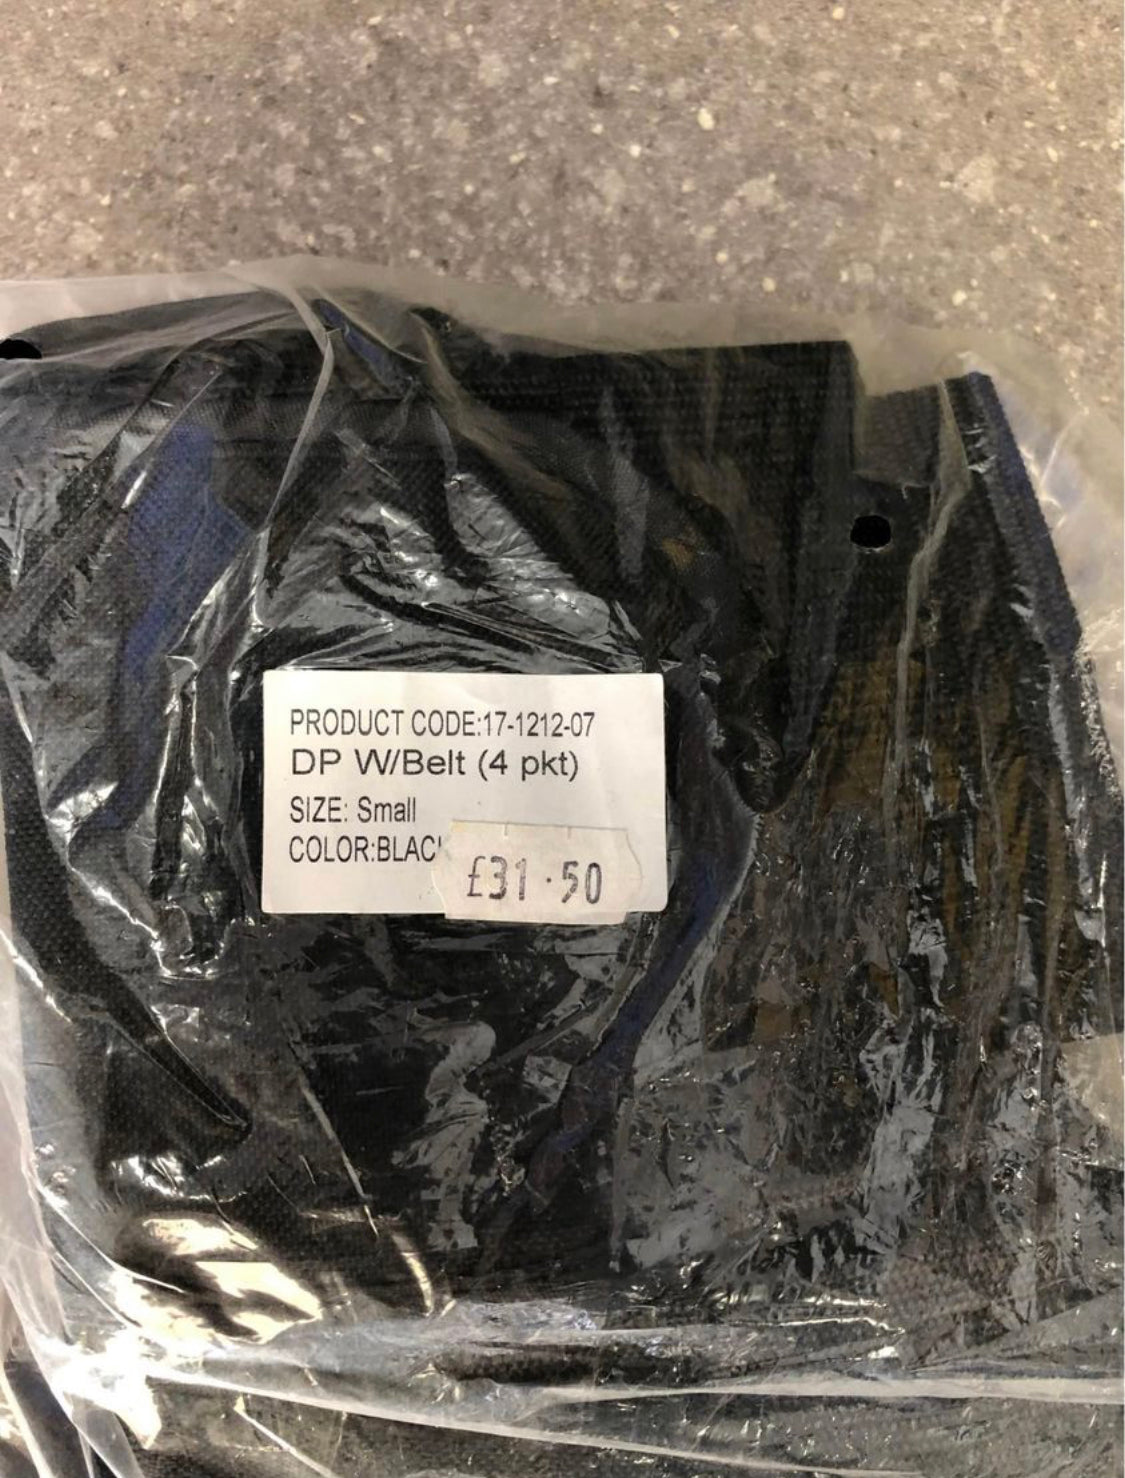 PRODUCT CODE:17-1212-07
DP W/Belt (4 pkt)
SIZE: Small
COLOR:BLAC
£31.50